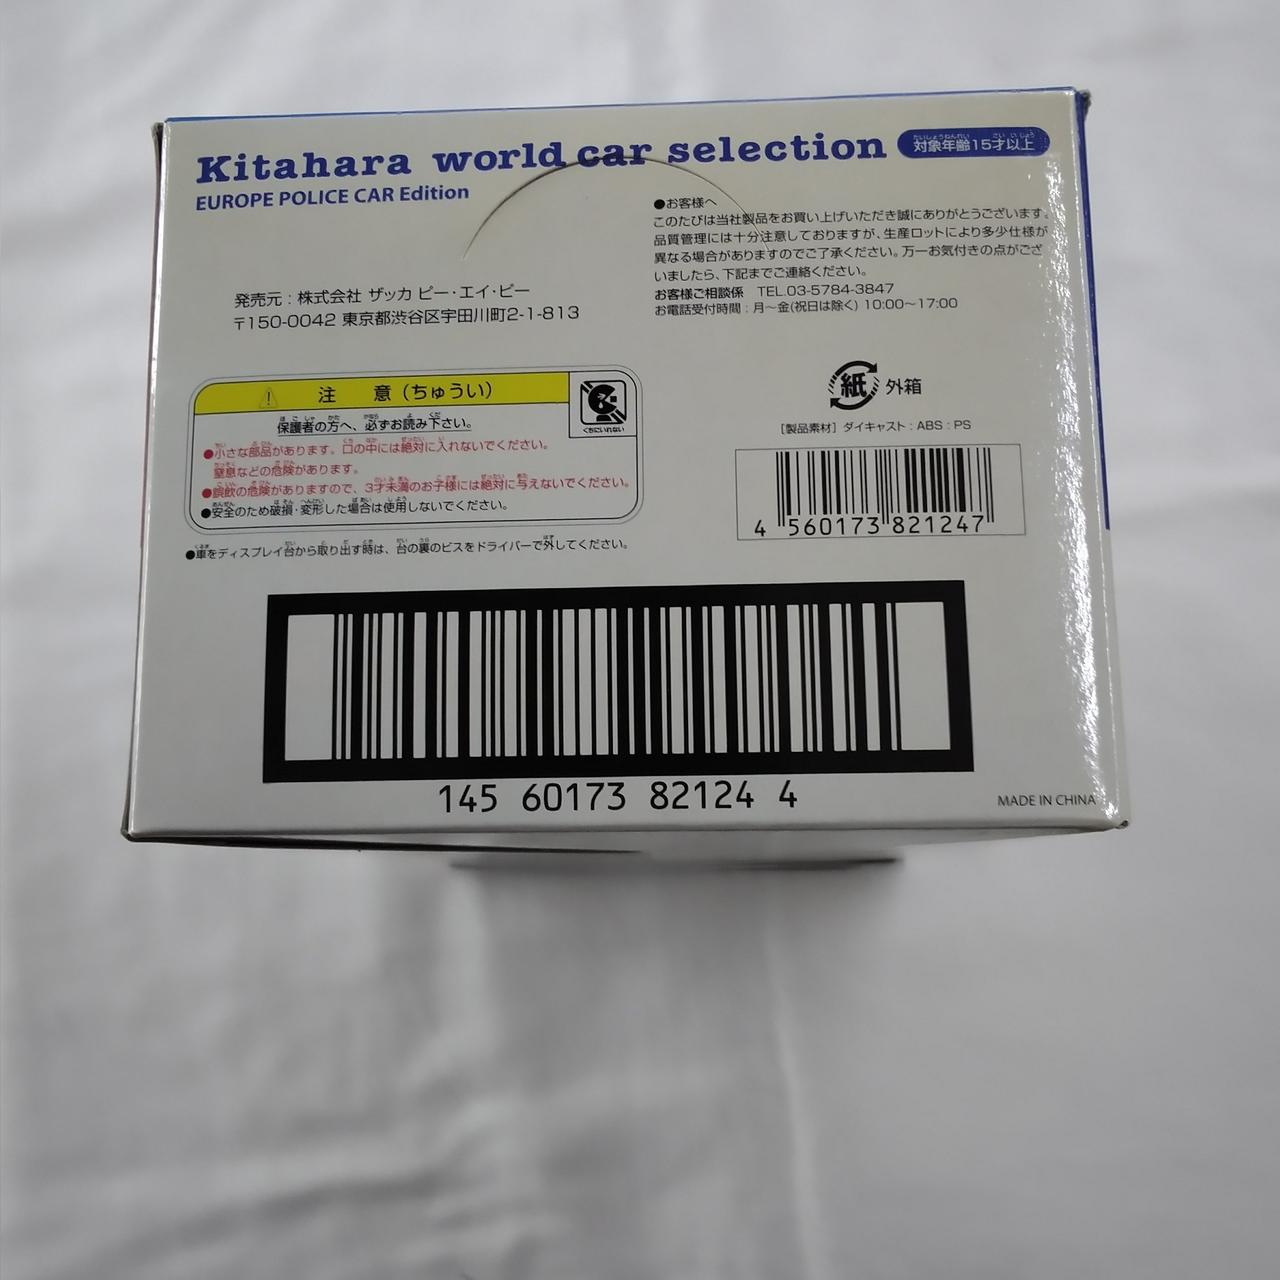 Kitahara world car selection
対象年齢15才以上
EUROPE POLICE CAR Edition
●お客様へ
このたびは当社製品をお買い上げいただき誠にありがとうございます。
品質管理には十分注意しておりますが、生産ロットにより多少仕様が
異なる場合がありますのでご了承ください。万一お気付きの点がござ
いましたら、下記までご連絡ください。
お客様ご相談係 TEL.03-5784-3847
お電話受付時間：月〜金(祝日は除く) 10:00〜17:00
発売元：株式会社 ザッカ ピー・エイ・ビー
〒150-0042 東京都渋谷区宇田川町2-1-813
注 意（ちゅうい）
くちにいれない
保護者の方へ、必ずお読み下さい。
●小さな部品があります。口の中には絶対に入れないでください。
窒息などの危険があります。
●誤飲の危険がありますので、3才未満のお子様には絶対に与えないでください。
●安全のため破損・変形した場合は使用しないでください。
●車をディスプレイ台から取り出す時は、台の裏のビスをドライバーで外してください。
紙 外箱
［製品素材］ダイキャスト：ABS：PS
4 560173 821247
145 60173 82124 4
MADE IN CHINA